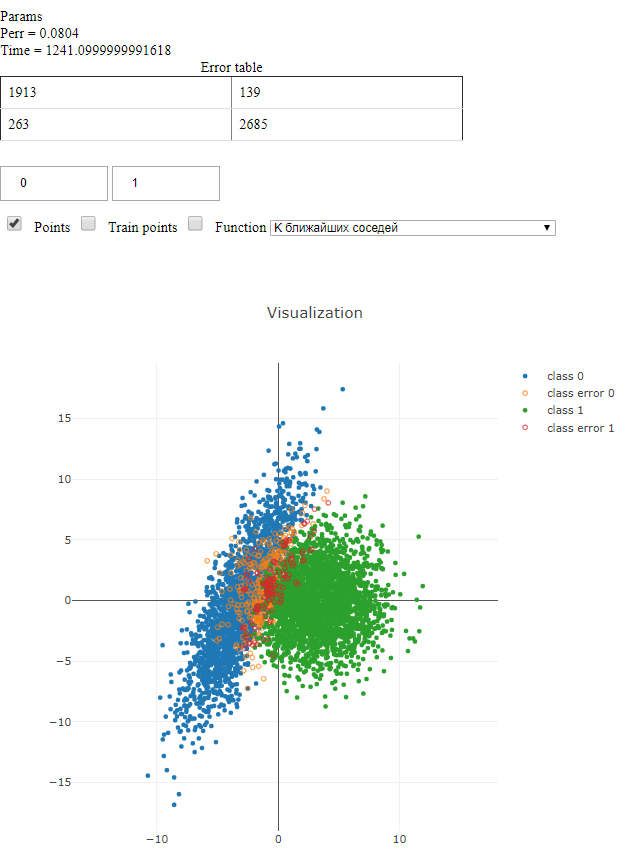 Params
Perr = 0.0804
Time = 1241.0999999991618
Error table
1913 139
263 2685
0 1
Points Train points Function К ближайших соседей
Visualization
class 0
class error 0
class 1
class error 1
15
10
5
0
−5
−10
−15
−10 0 10